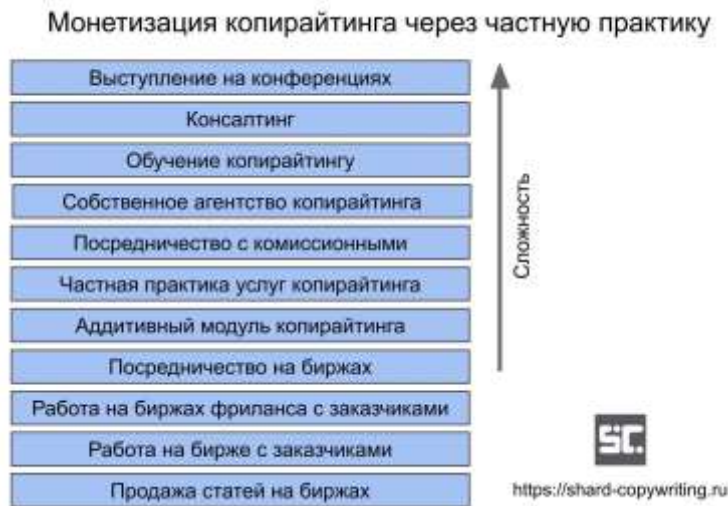 Монетизация копирайтинга через частную практику
Выступление на конференциях
Консалтинг
Обучение копирайтингу
Собственное агентство копирайтинга
Посредничество с комиссионными
Частная практика услуг копирайтинга
Аддитивный модуль копирайтинга
Посредничество на биржах
Работа на биржах фриланса с заказчиками
Работа на бирже с заказчиками
Продажа статей на биржах
Сложность
SC.
https://shard-copywriting.ru